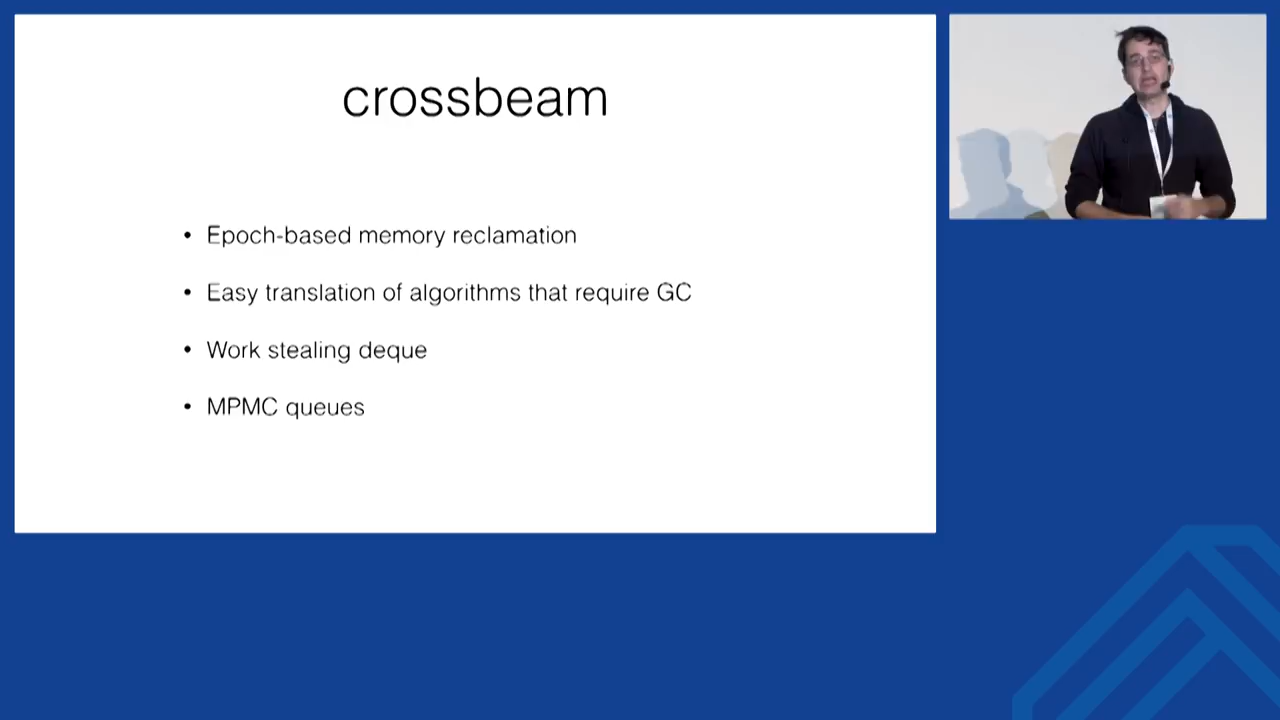 crossbeam
• Epoch-based memory reclamation
• Easy translation of algorithms that require GC
• Work stealing deque
• MPMC queues